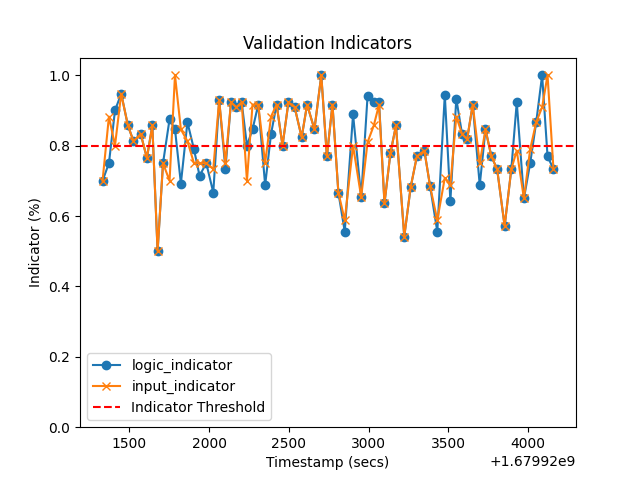 Validation Indicators
1.0
0.8
0.6
0.4
0.2
0.0
Indicator (%)
logic_indicator
input_indicator
Indicator Threshold
1500 2000 2500 3000 3500 4000
Timestamp (secs)
+1.67992e9